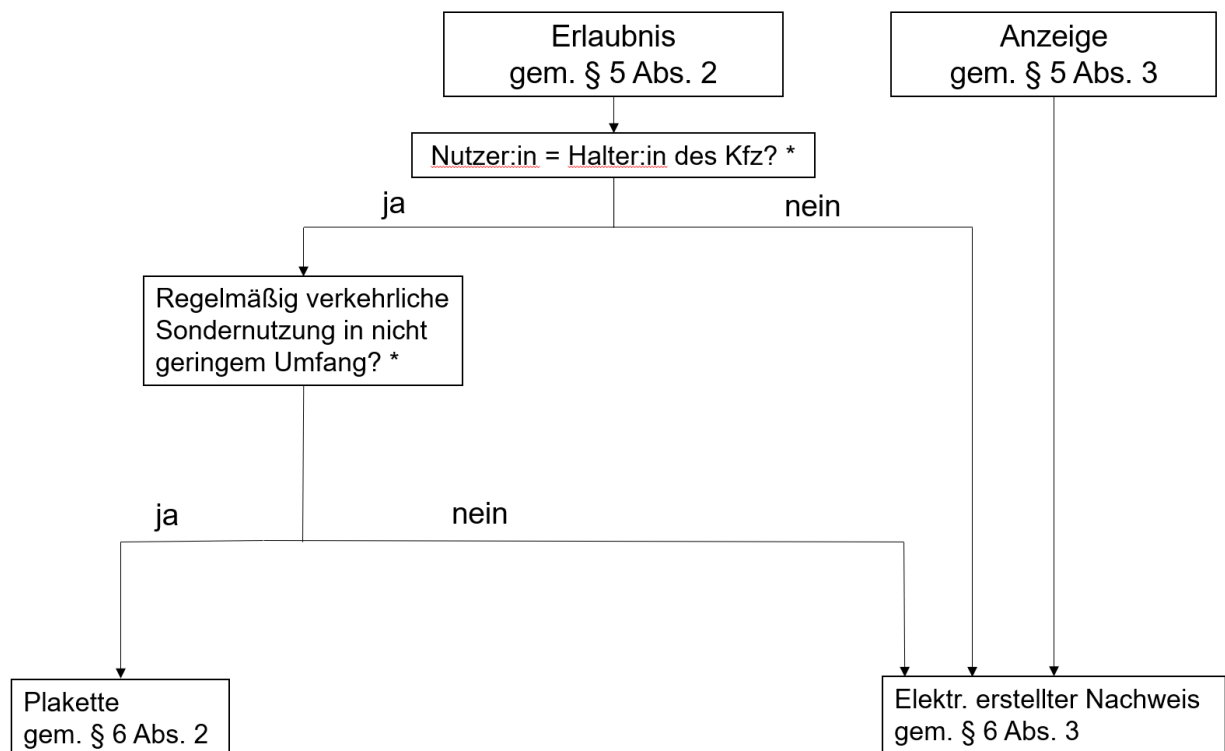 Erlaubnis
gem. § 5 Abs. 2
Anzeige
gem. § 5 Abs. 3
Nutzer:in = Halter:in des Kfz? *
ja
nein
Regelmäßig verkehrliche
Sondernutzung in nicht
geringem Umfang? *
ja
nein
Plakette
gem. § 6 Abs. 2
Elektr. erstellter Nachweis
gem. § 6 Abs. 3